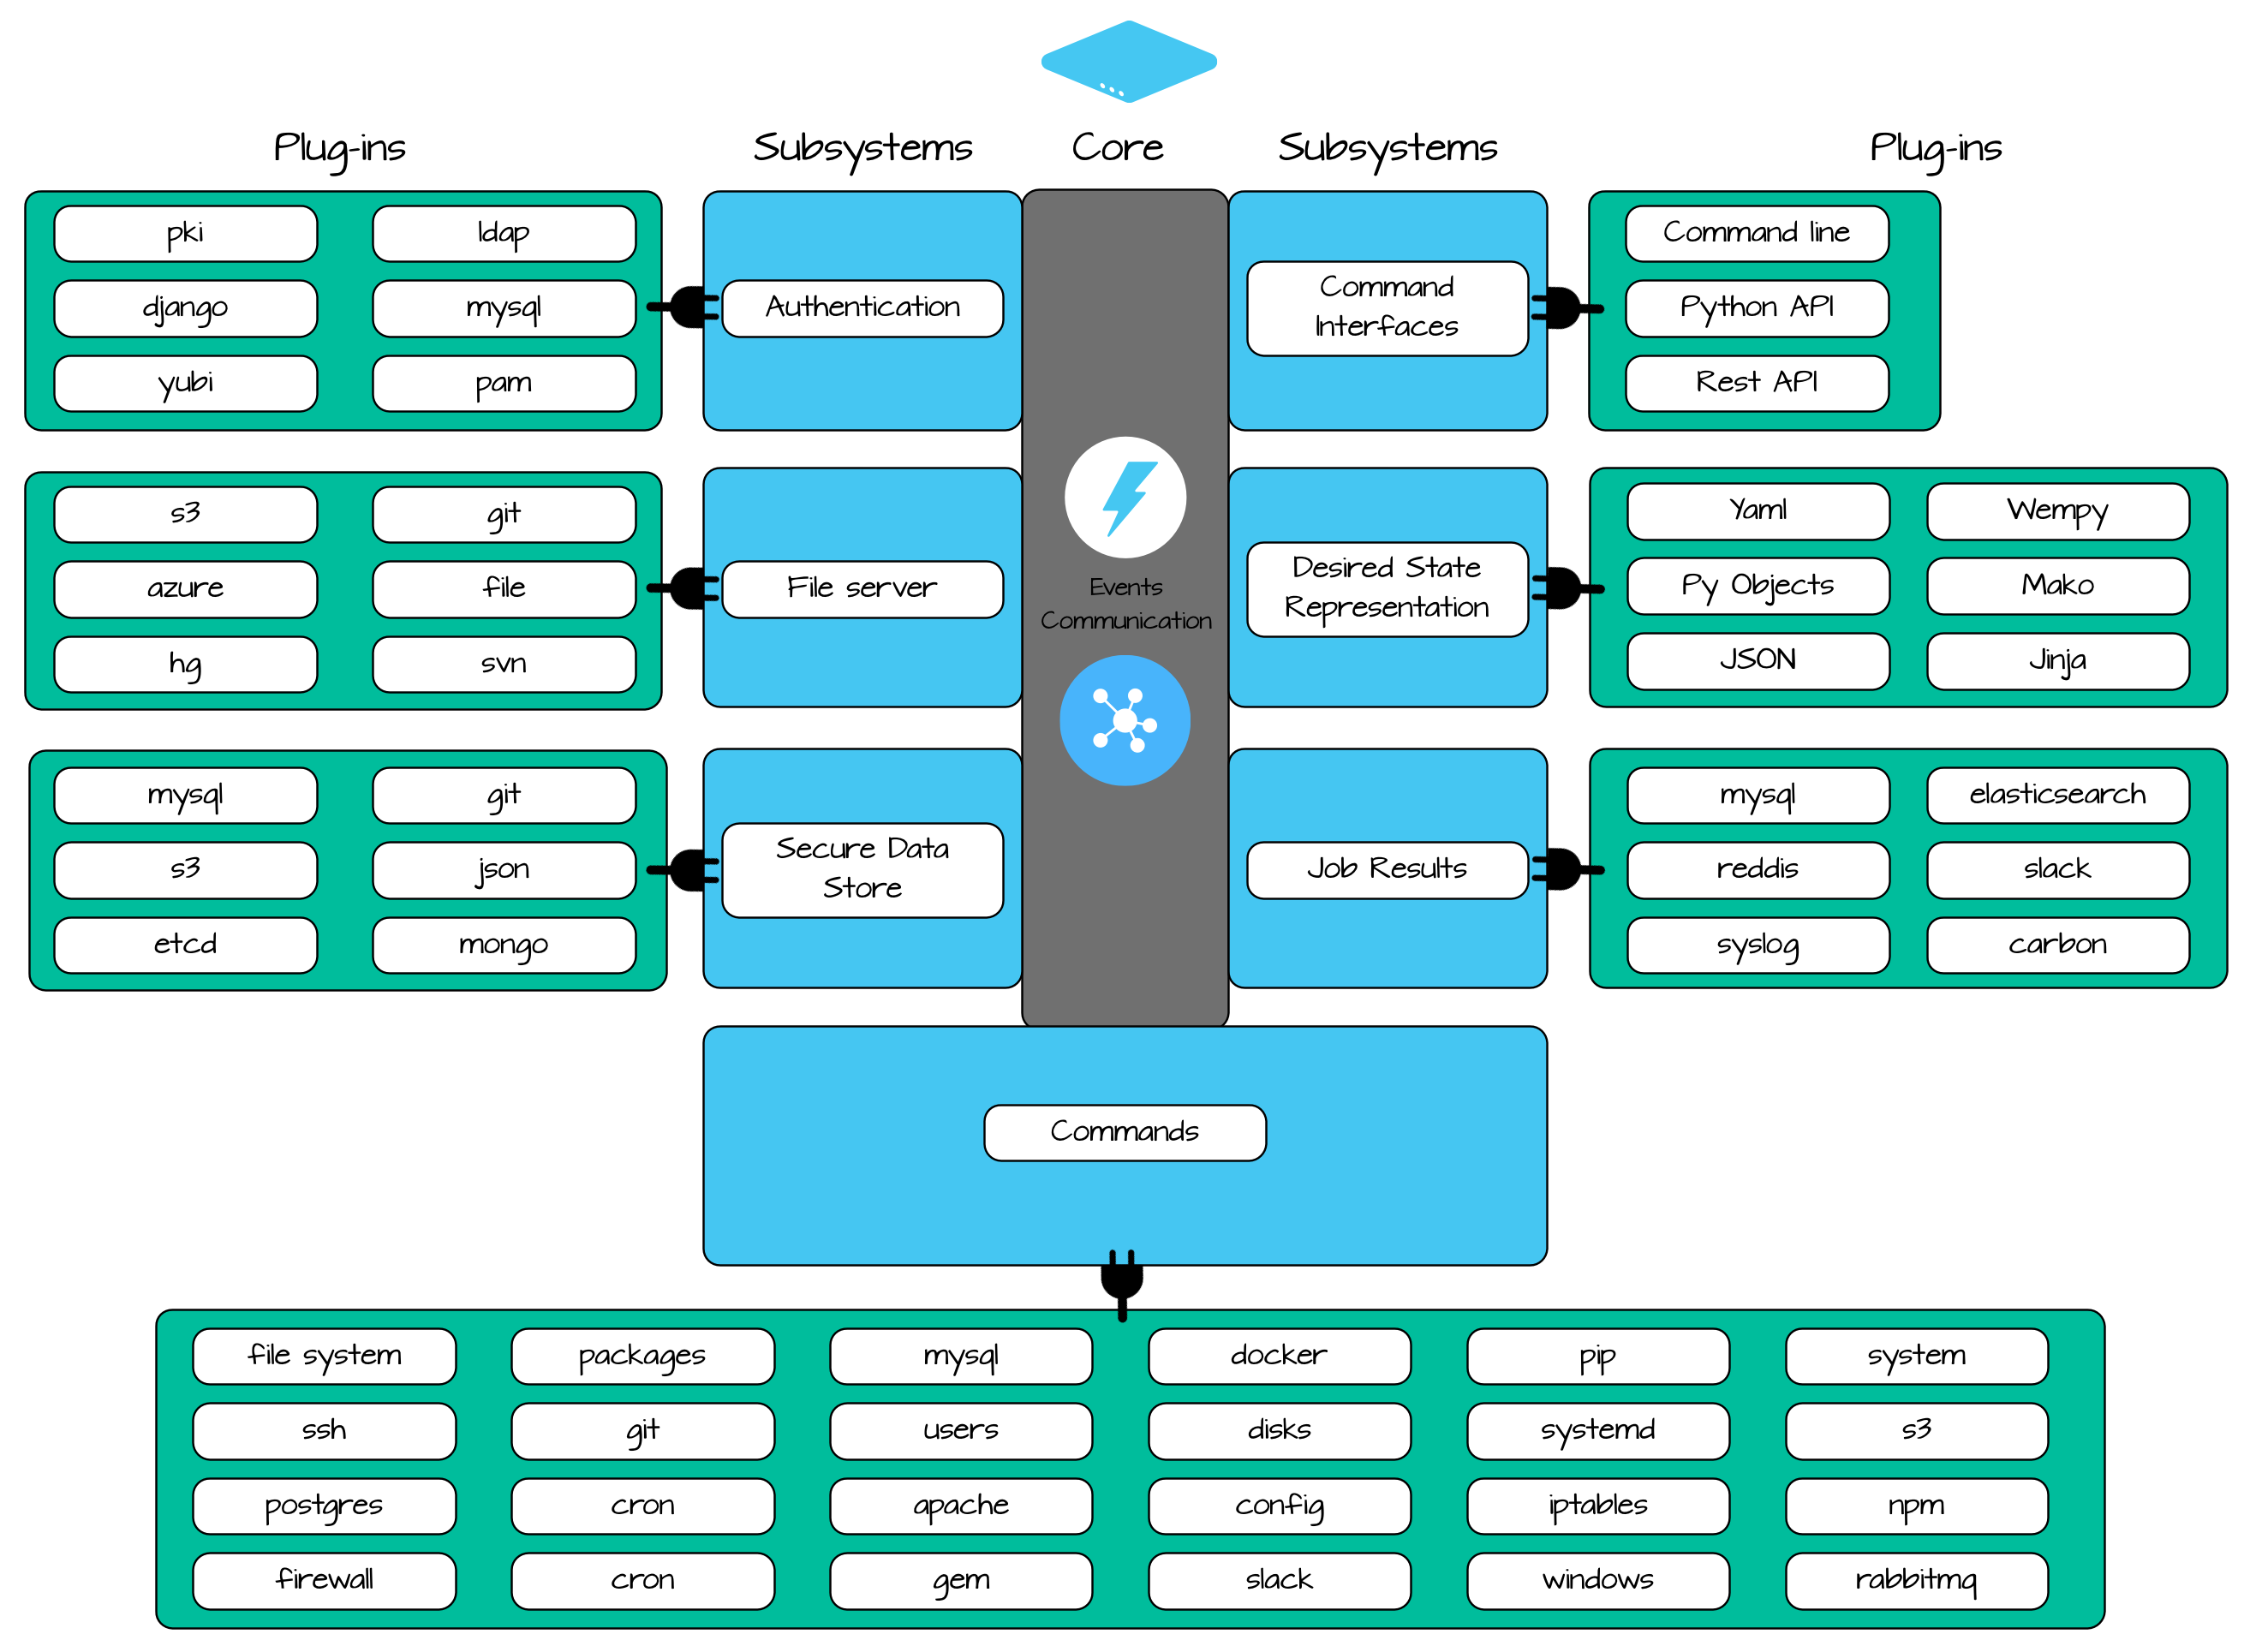 Plug-ins
Subsystems
Core
Subsystems
Plug-ins
pki
ldap
django
mysql
yubi
pam
Authentication
Command
Interfaces
Command line
Python API
Rest API
s3
git
azure
file
hg
svn
File server
Events
Communication
Desired State
Representation
Yaml
Wempy
Py Objects
Mako
JSON
Jinja
mysql
git
s3
json
etcd
mongo
Secure Data
Store
Job Results
mysql
elasticsearch
reddis
slack
syslog
carbon
Commands
file system
packages
mysql
docker
pip
system
ssh
git
users
disks
systemd
s3
postgres
cron
apache
config
iptables
npm
firewall
cron
gem
slack
windows
rabbitmq